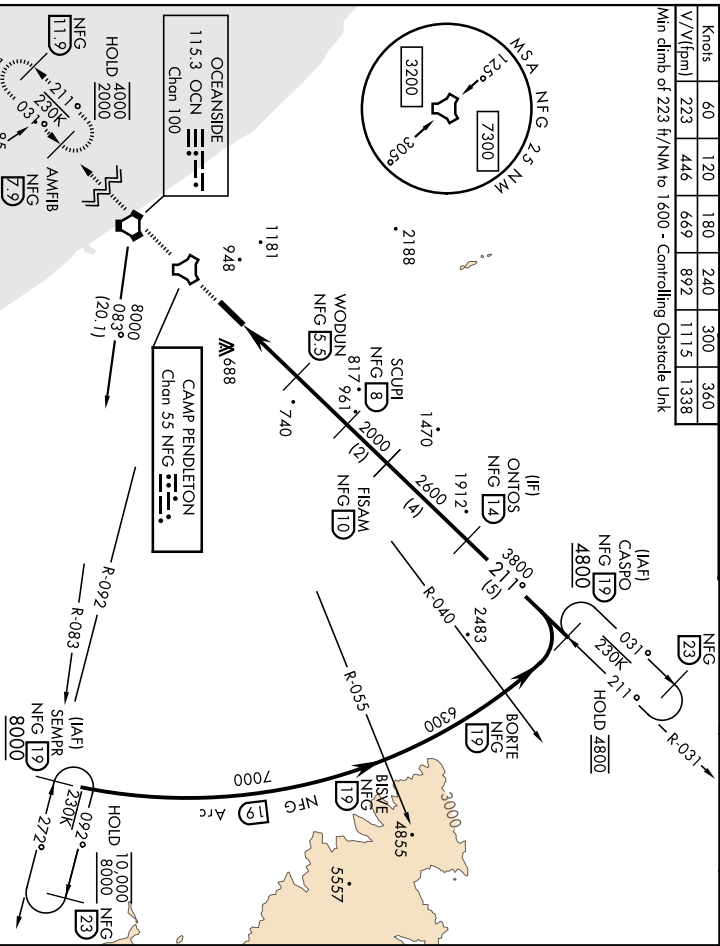 Knots 60 120 180 240 300 360
V/V(fpm) 223 446 669 892 1115 1338
Min climb of 223 ft/NM to 1600 - Controlling Obstacle Unk
MSA NFG 25 NM
125°
305°
3200
7300
OCEANSIDE
115.3 OCN
Chan 100
NFG
11.9
HOLD 4000
2000
211°
230K
031°
AMFIB
NFG
7.9
2188
1181
948
688
740
8000
083°
(20.1)
CAMP PENDLETON
Chan 55 NFG
WODUN
NFG 5.5
SCUPI
NFG 8
817
961
2000
(2)
FISAM
NFG 10
1470
1912
2600
(4)
(IF)
ONTOS
NFG 14
3800
211°
(5)
(IAF)
CASPO
NFG 19
4800
031°
230K
211°
NFG
23
HOLD 4800
R-031
R-040
2483
R-055
6300
BORTE
NFG
19
BISVE
NFG
19
7000
NFG 19 Arc
3000
4855
5557
R-092
R-083
(IAF)
SEMPR
NFG 19
8000
HOLD 10,000
8000
092°
230K
272°
NFG
23